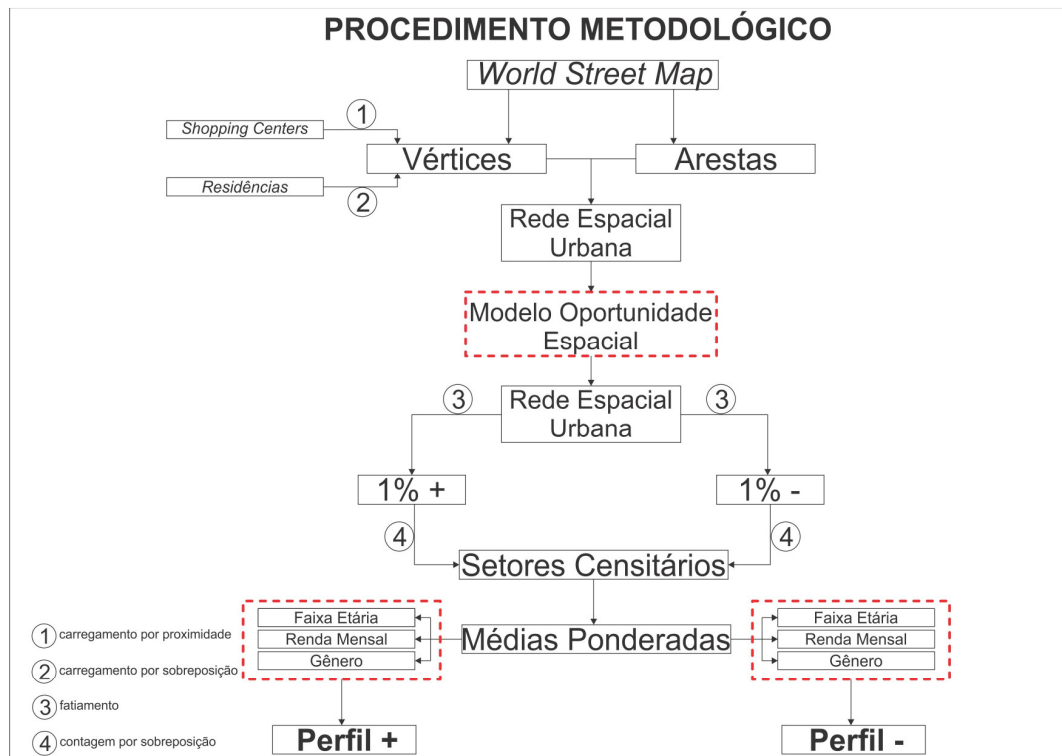 PROCEDIMENTO METODOLÓGICO
World Street Map
1
Shopping Centers
Vértices
Arestas
Residências
2
Rede Espacial
Urbana
Modelo Oportunidade
Espacial
3
Rede Espacial
Urbana
3
1% +
1% -
4
4
Setores Censitários
Faixa Etária
Renda Mensal
Gênero
Médias Ponderadas
Faixa Etária
Renda Mensal
Gênero
1 carregamento por proximidade
2 carregamento por sobreposição
3 fatiamento
4 contagem por sobreposição
Perfil +
Perfil -